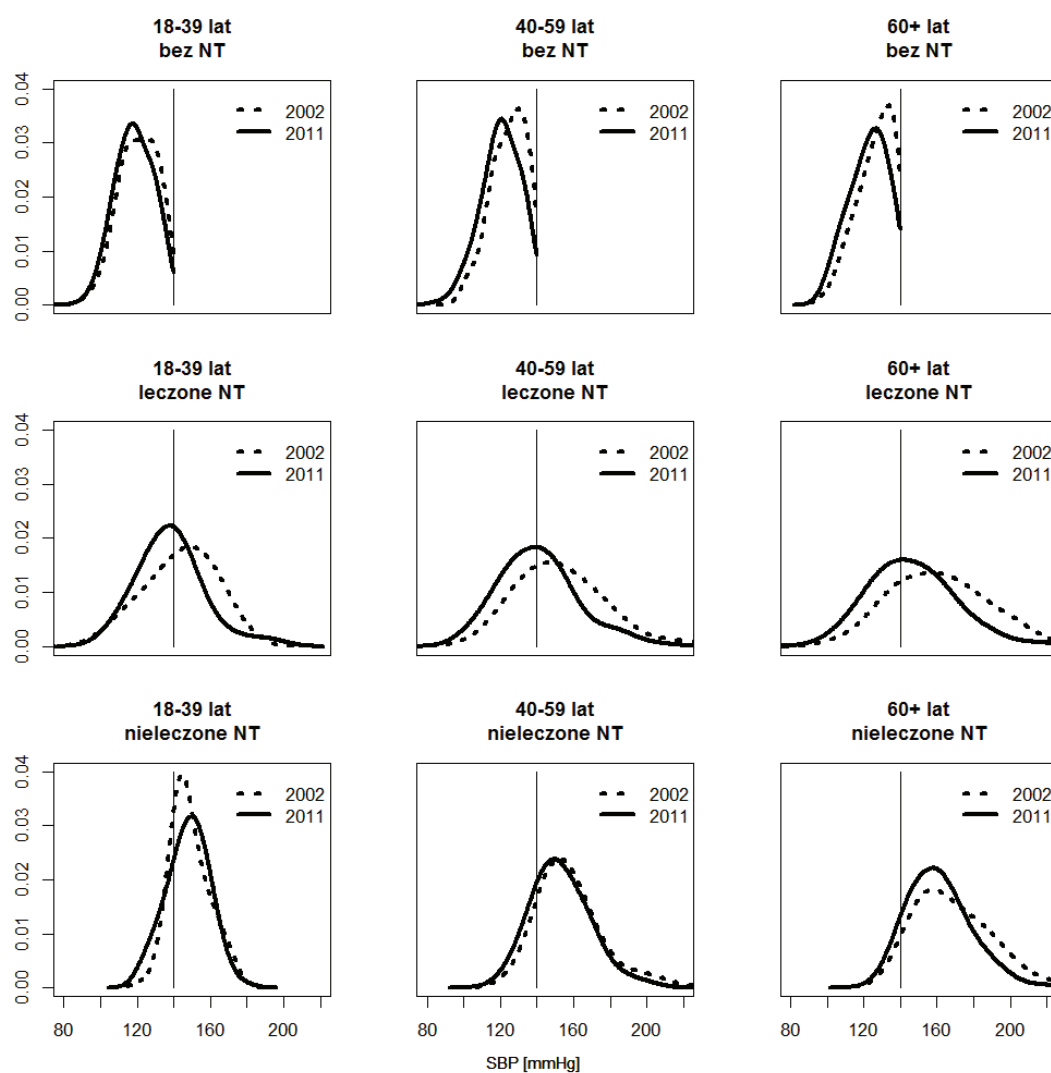 18-39 lat
bez NT
40-59 lat
bez NT
60+ lat
bez NT
0.00 0.01 0.02 0.03 0.04
2002
2011
2002
2011
2002
2011
18-39 lat
leczone NT
40-59 lat
leczone NT
60+ lat
leczone NT
0.00 0.01 0.02 0.03 0.04
2002
2011
2002
2011
2002
2011
18-39 lat
nieleczone NT
40-59 lat
nieleczone NT
60+ lat
nieleczone NT
0.00 0.01 0.02 0.03 0.04
2002
2011
2002
2011
2002
2011
80 120 160 200
80 120 160 200
80 120 160 200
SBP [mmHg]